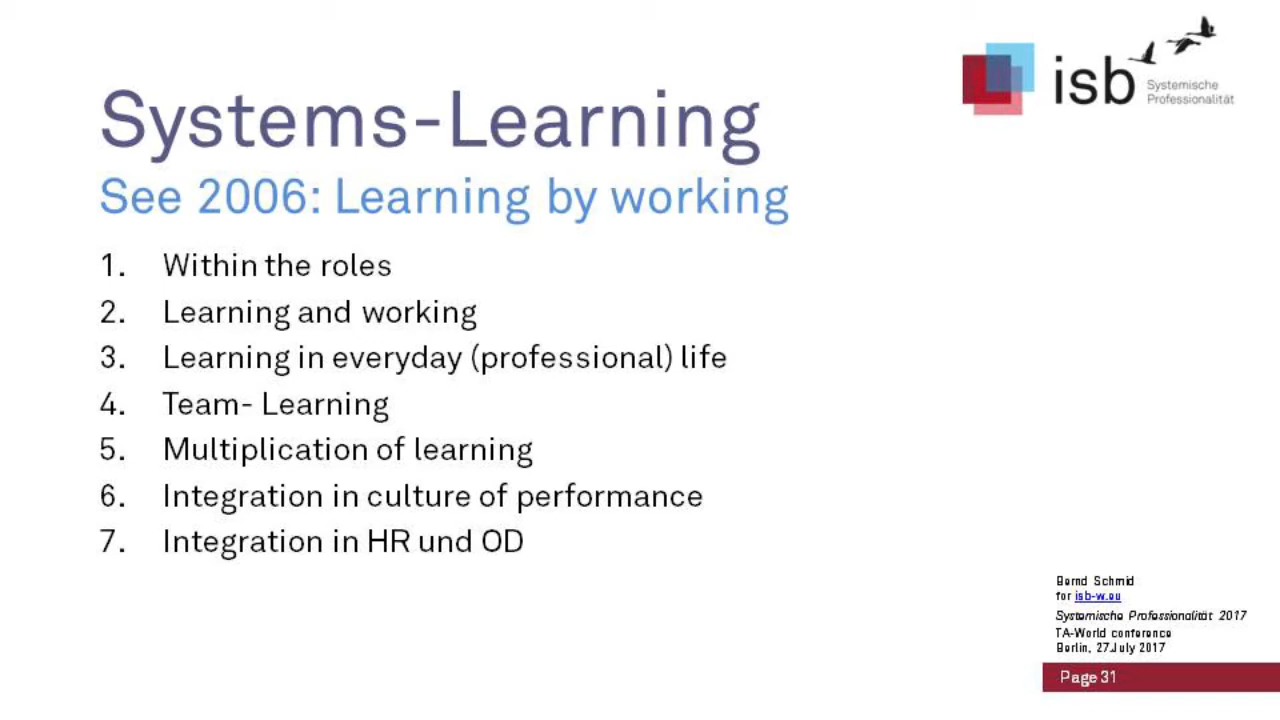 Systems-Learning
See 2006: Learning by working
isb Systemische
Professionalität
1. Within the roles
2. Learning and working
3. Learning in everyday (professional) life
4. Team- Learning
5. Multiplication of learning
6. Integration in culture of performance
7. Integration in HR und OD
Bernd Schmid
for isb-w.eu
Systemische Professionalität 2017
TA-World conference
Berlin, 27.July 2017
Page 31